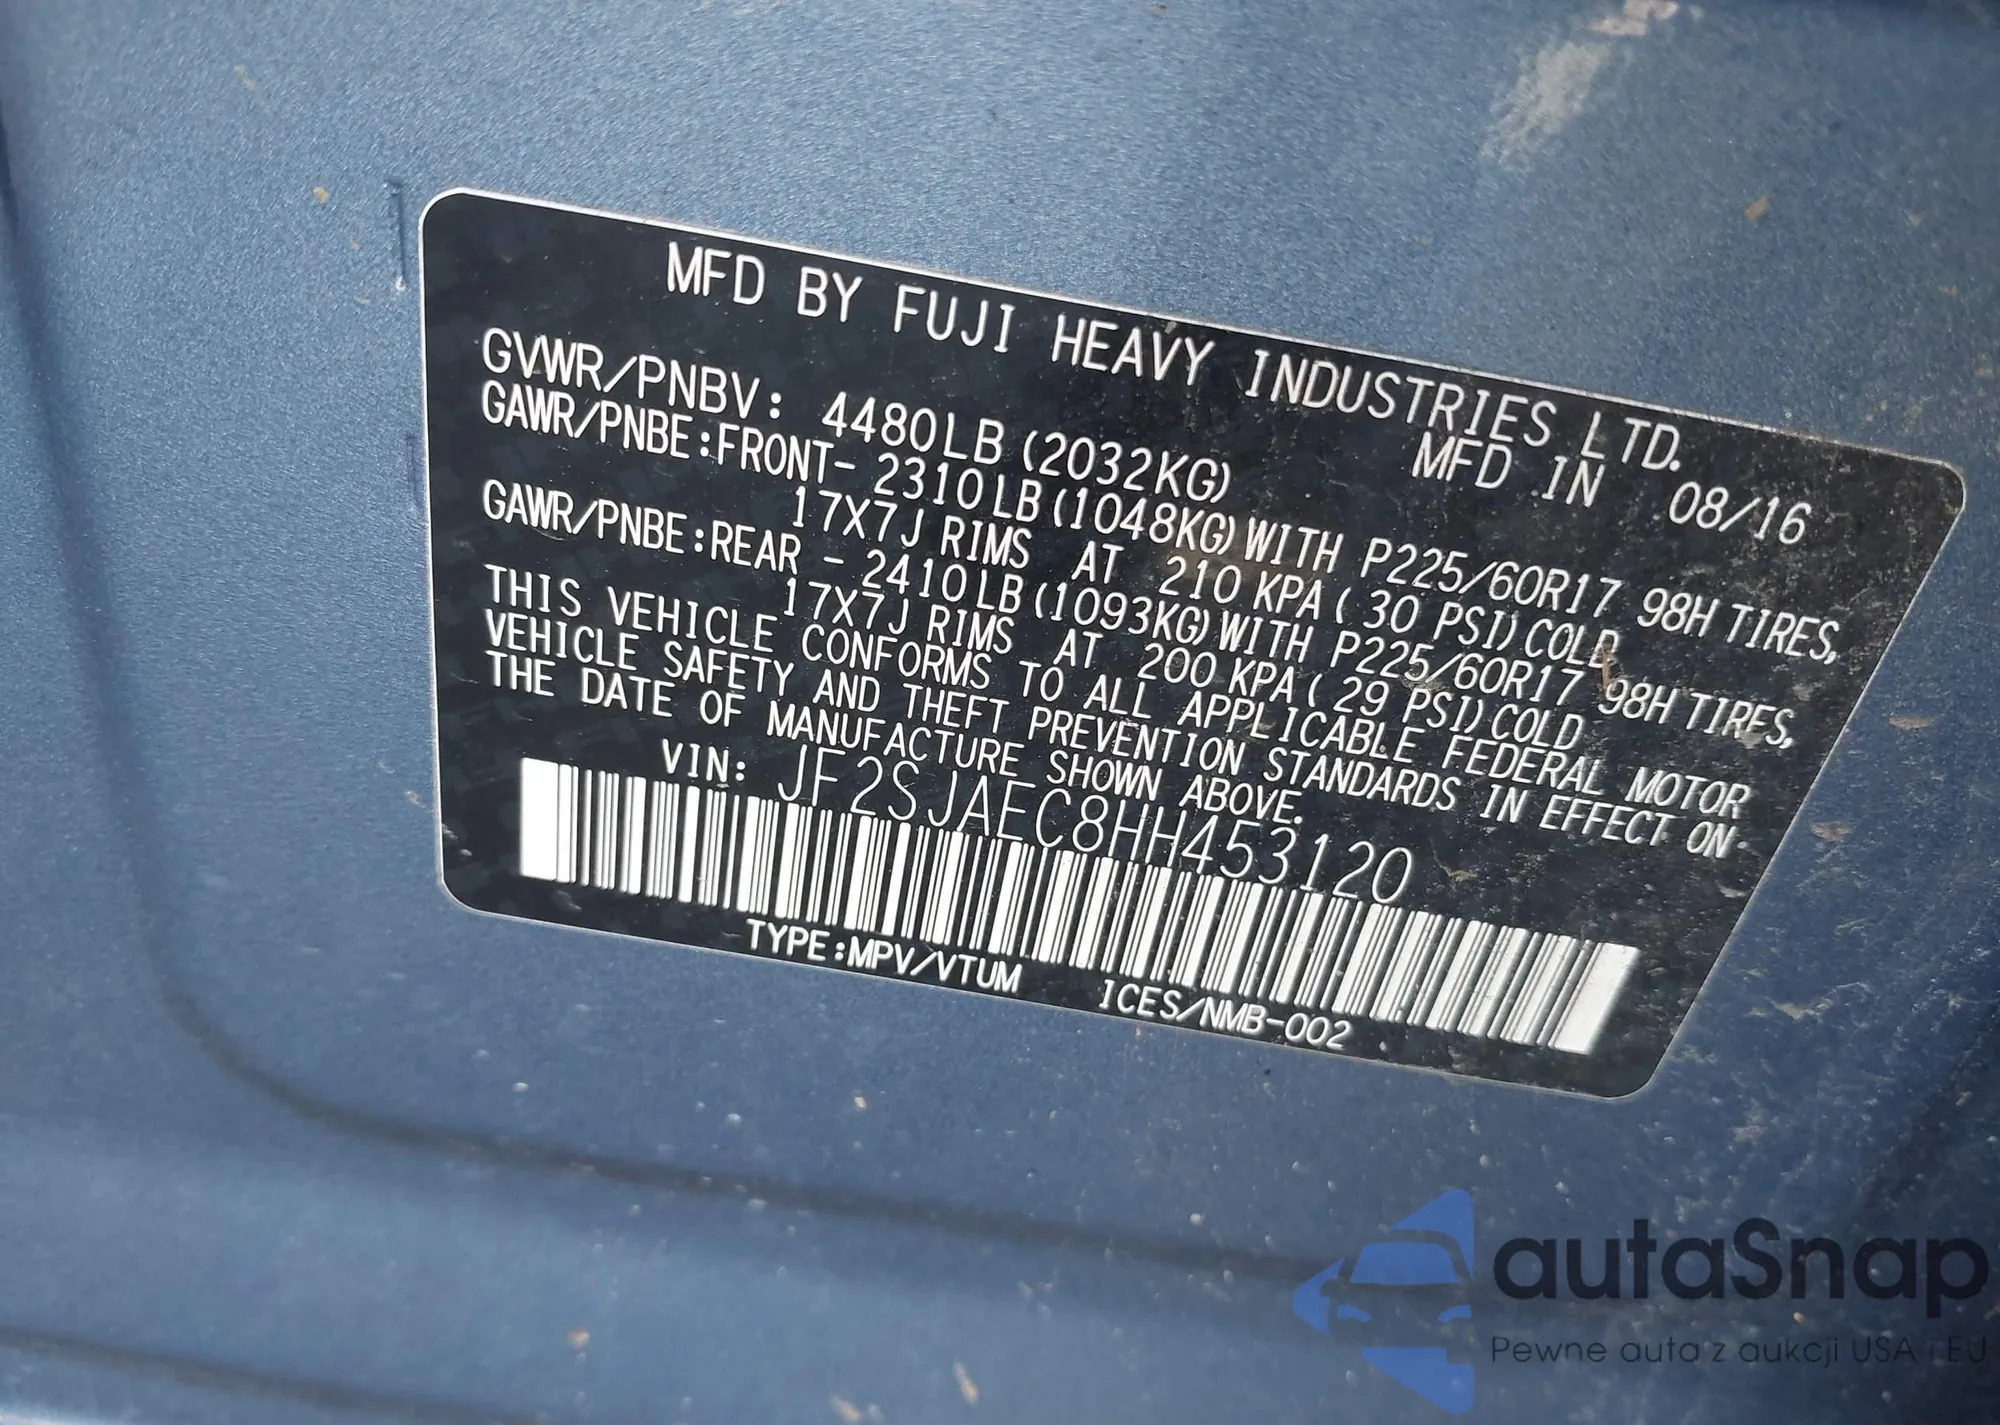 MFD BY FUJI HEAVY INDUSTRIES LTD.
MFD IN 08/16
GVWR/PNBV: 4480LB (2032KG)
GAWR/PNBE:FRONT- 2310LB (1048KG) WITH P225/60R17 98H TIRES,
17X7J RIMS AT 210 KPA ( 30 PSI) COLD
GAWR/PNBE:REAR - 2410LB (1093KG) WITH P225/60R17 98H TIRES,
17X7J RIMS AT 200 KPA ( 29 PSI) COLD
THIS VEHICLE CONFORMS TO ALL APPLICABLE FEDERAL MOTOR
VEHICLE SAFETY AND THEFT PREVENTION STANDARDS IN EFFECT ON
THE DATE OF MANUFACTURE SHOWN ABOVE.
VIN: JF2SJAEC8HH453120
TYPE:MPV/VTUM ICES/NMB-002
autaSnap
Pewne auta z aukcji USA i EU